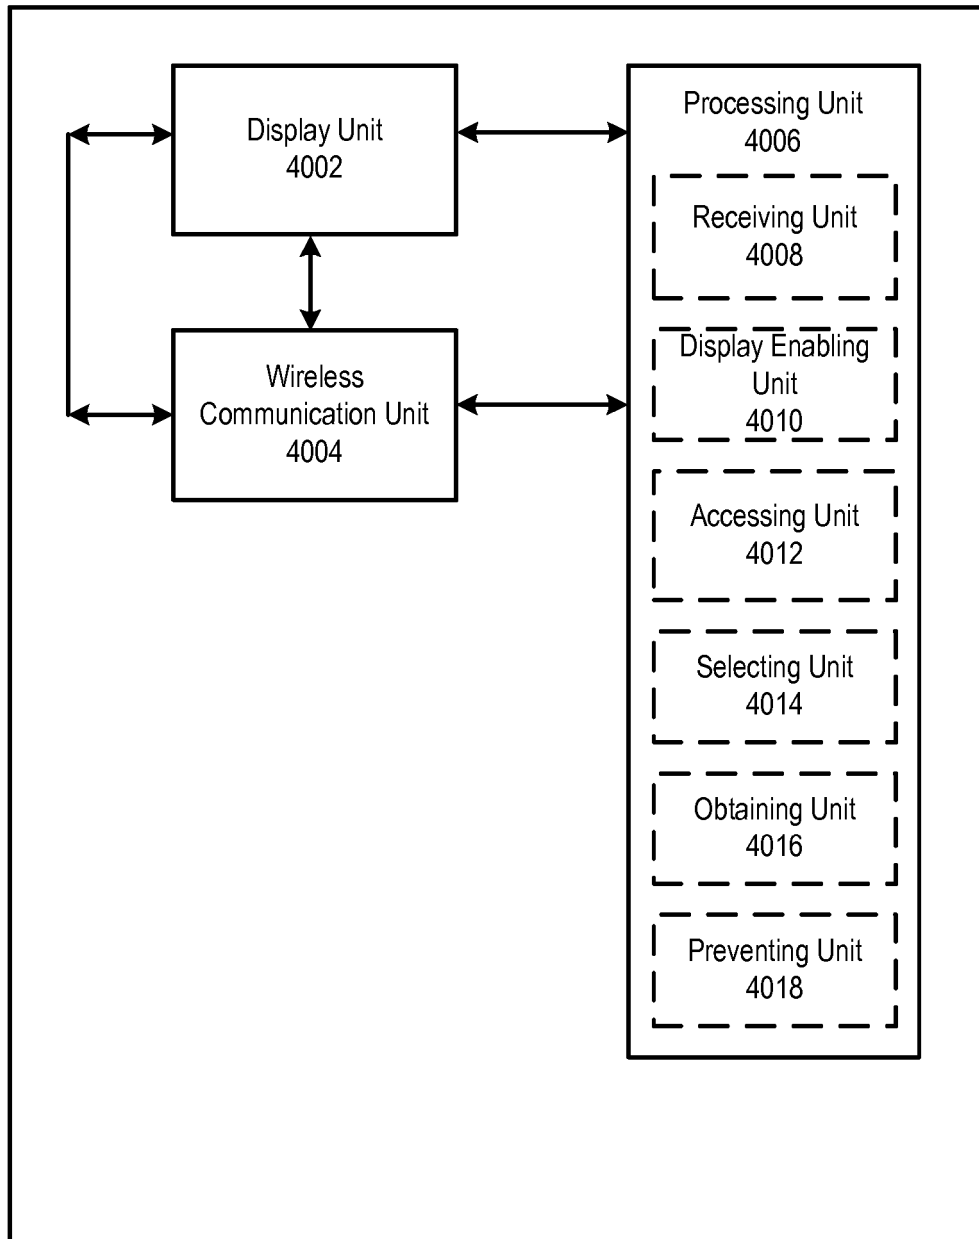 Display Unit
4002
Wireless
Communication Unit
4004
Processing Unit
4006
Receiving Unit
4008
Display Enabling
Unit
4010
Accessing Unit
4012
Selecting Unit
4014
Obtaining Unit
4016
Preventing Unit
4018